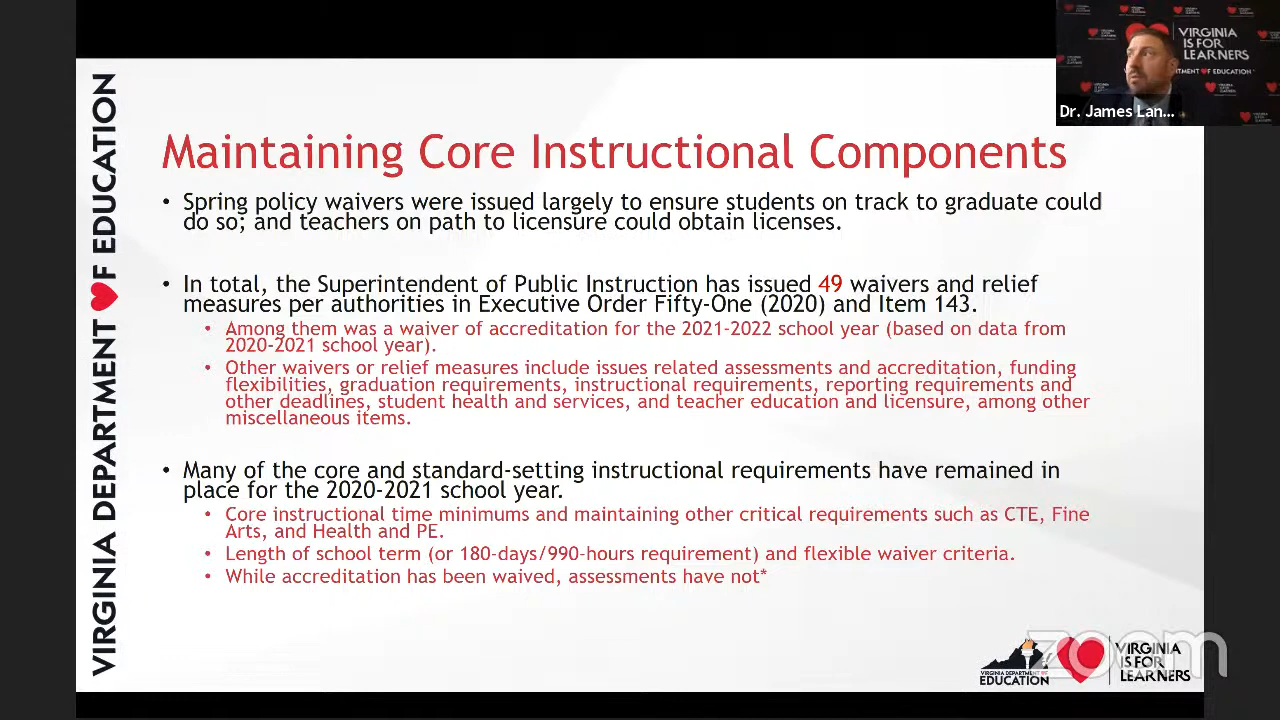 VIRGINIA
IS FOR
LEARNERS
Dr. James Lan...
VIRGINIA DEPARTMENT OF EDUCATION
Maintaining Core Instructional Components
• Spring policy waivers were issued largely to ensure students on track to graduate could
do so; and teachers on path to licensure could obtain licenses.
• In total, the Superintendent of Public Instruction has issued 49 waivers and relief
measures per authorities in Executive Order Fifty-One (2020) and Item 143.
• Among them was a waiver of accreditation for the 2021-2022 school year (based on data from
2020-2021 school year).
• Other waivers or relief measures include issues related assessments and accreditation, funding
flexibilities, graduation requirements, instructional requirements, reporting requirements and
other deadlines, student health and services, and teacher education and licensure, among other
miscellaneous items.
• Many of the core and standard-setting instructional requirements have remained in
place for the 2020-2021 school year.
• Core instructional time minimums and maintaining other critical requirements such as CTE, Fine
Arts, and Health and PE.
• Length of school term (or 180-days/990-hours requirement) and flexible waiver criteria.
• While accreditation has been waived, assessments have not*
VIRGINIA DEPARTMENT OF
EDUCATION
VIRGINIA
IS FOR
LEARNERS
zoom